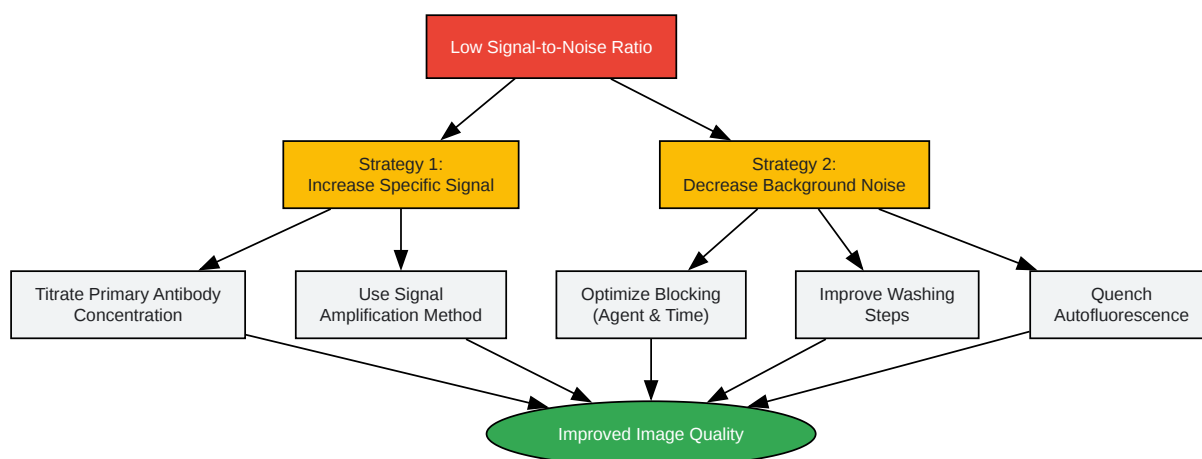 Low Signal-to-Noise Ratio
Strategy 1:
Increase Specific Signal
Strategy 2:
Decrease Background Noise
Titrate Primary Antibody
Concentration
Use Signal
Amplification Method
Optimize Blocking
(Agent & Time)
Improve Washing
Steps
Quench
Autofluorescence
Improved Image Quality